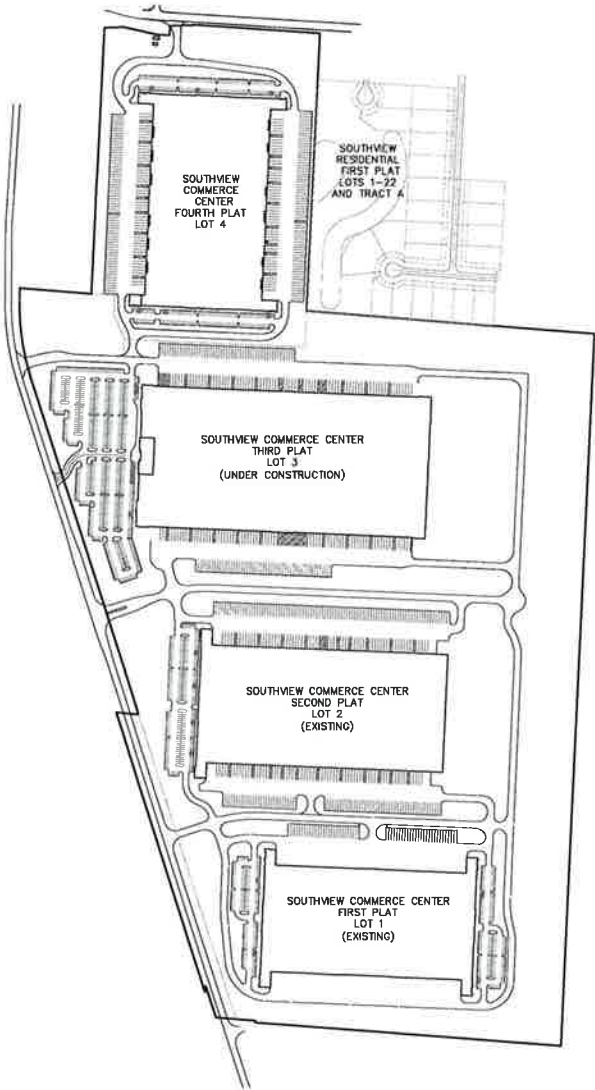 SOUTHVIEW
COMMERCE
CENTER
FOURTH PLAT
LOT 4
SOUTHVIEW
RESIDENTIAL
FIRST PLAT
LOTS 1-22
AND TRACT A
SOUTHVIEW COMMERCE CENTER
THIRD PLAT
LOT 3
(UNDER CONSTRUCTION)
SOUTHVIEW COMMERCE CENTER
SECOND PLAT
LOT 2
(EXISTING)
SOUTHVIEW COMMERCE CENTER
FIRST PLAT
LOT 1
(EXISTING)